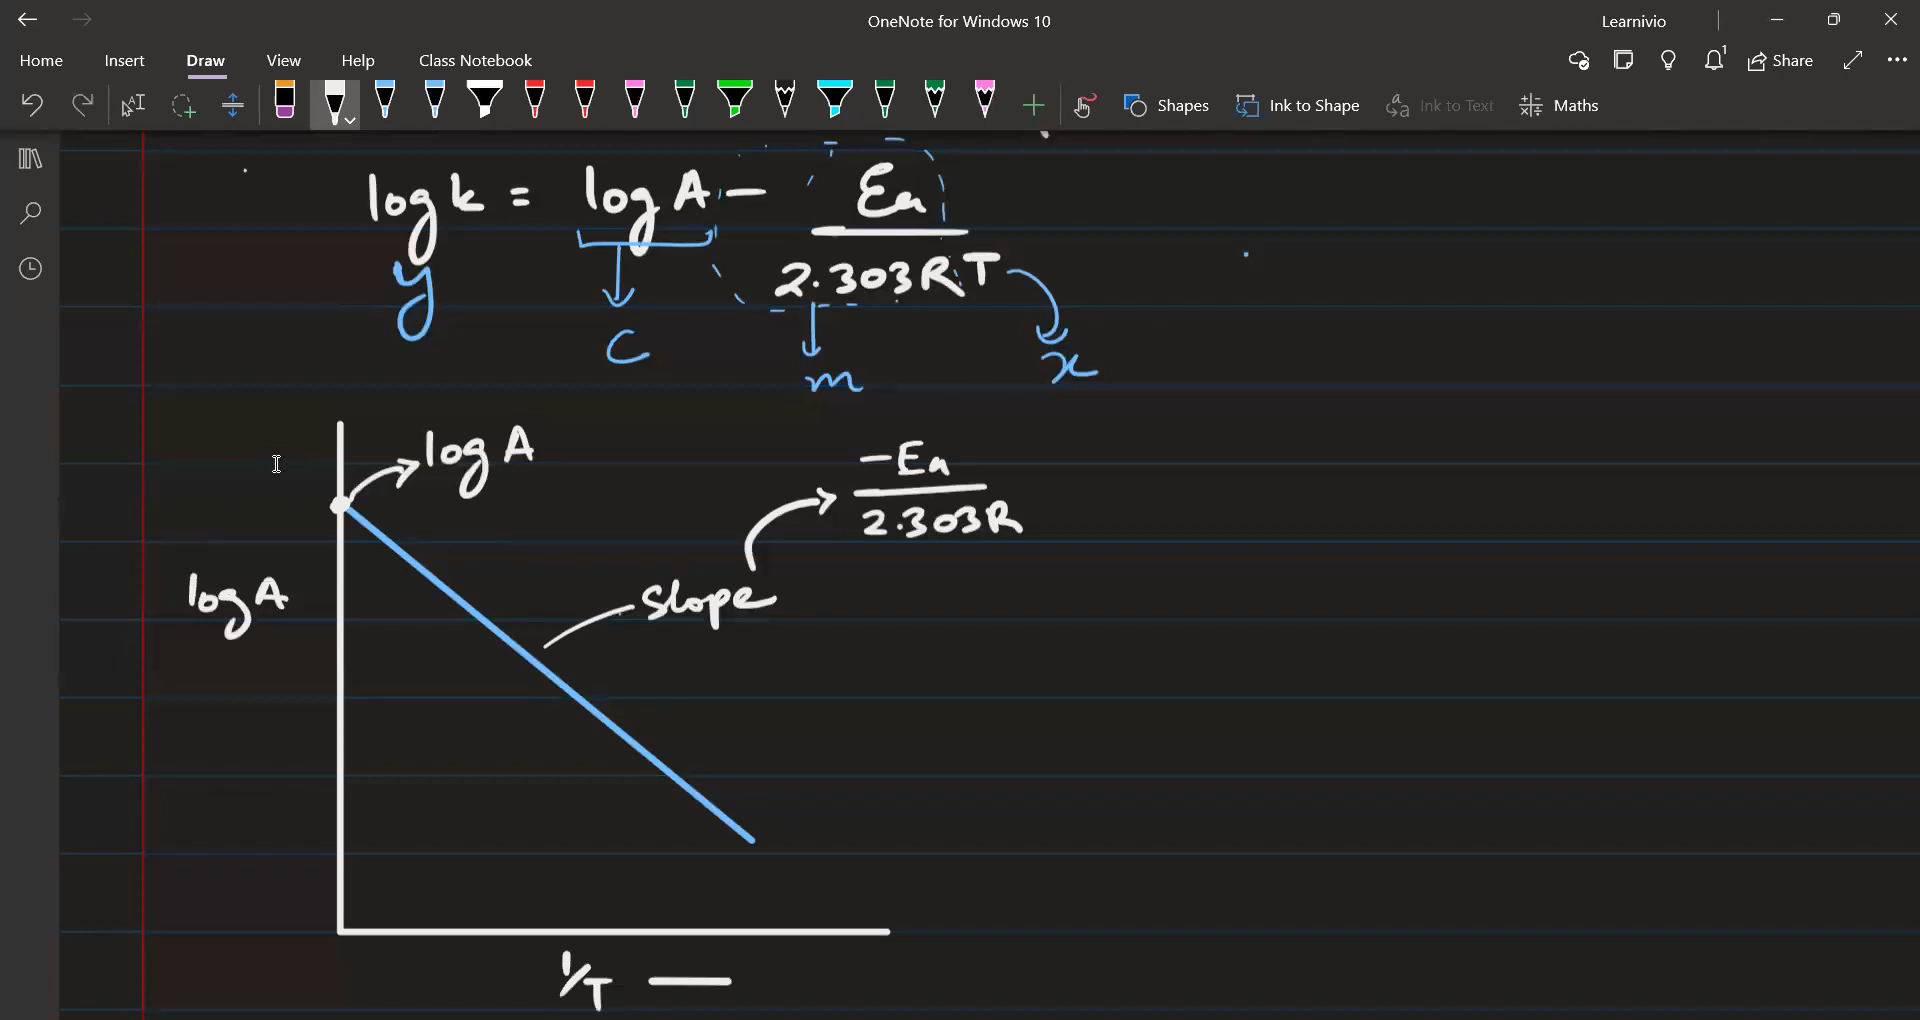 OneNote for Windows 10
Learnivio
Home Insert Draw View Help Class Notebook
1
Share
Shapes Ink to Shape Ink to Text Maths
log k = log A - Ea
2.303RT
y
c
m
x
log A
-Ea
2.303R
log A
slope
1/T —